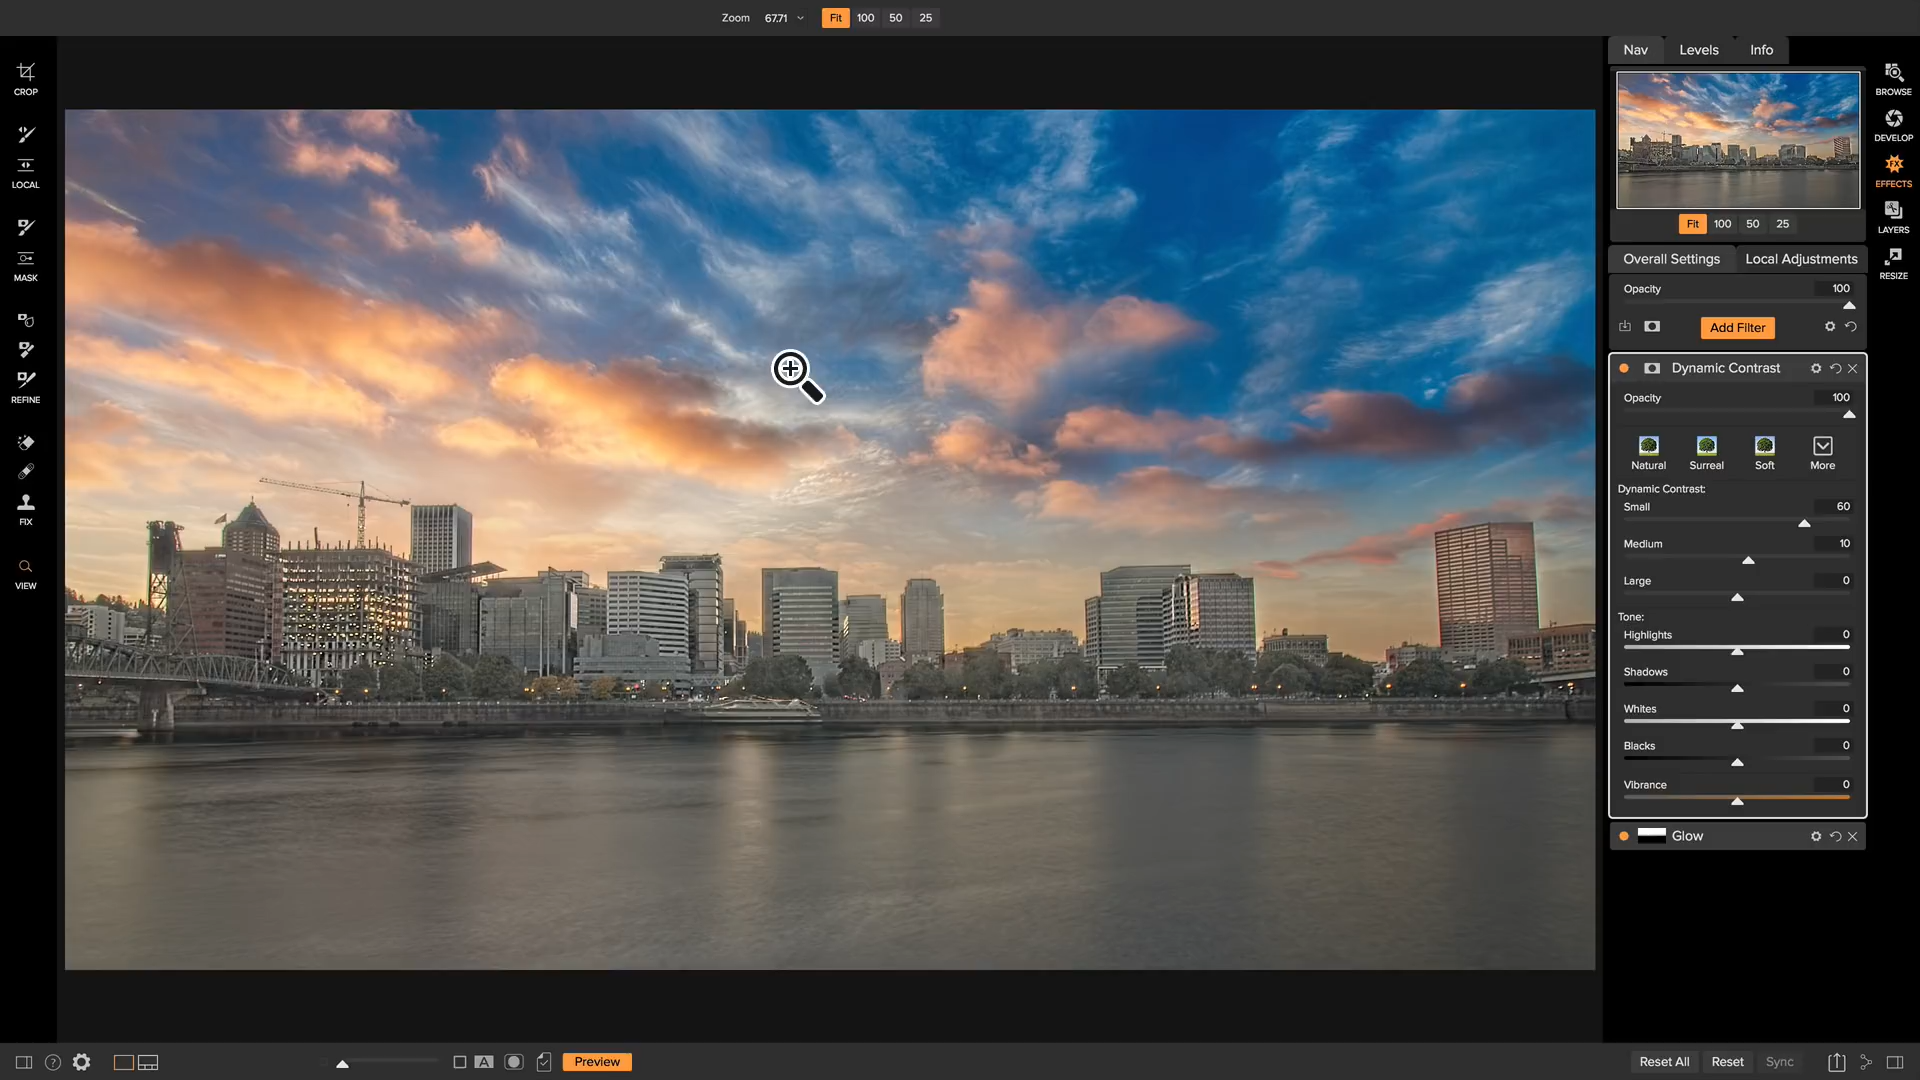 Zoom 67.71 Fit 100 50 25
CROP
LOCAL
MASK
REFINE
FIX
VIEW
Nav Levels Info
Fit 100 50 25
BROWSE
DEVELOP
FX
EFFECTS
LAYERS
RESIZE
Overall Settings Local Adjustments
Opacity 100
Add Filter
Dynamic Contrast
Opacity 100
Natural Surreal Soft More
Dynamic Contrast:
Small 60
Medium 10
Large 0
Tone:
Highlights 0
Shadows 0
Whites 0
Blacks 0
Vibrance 0
Glow
? A Preview
Reset All Reset Sync